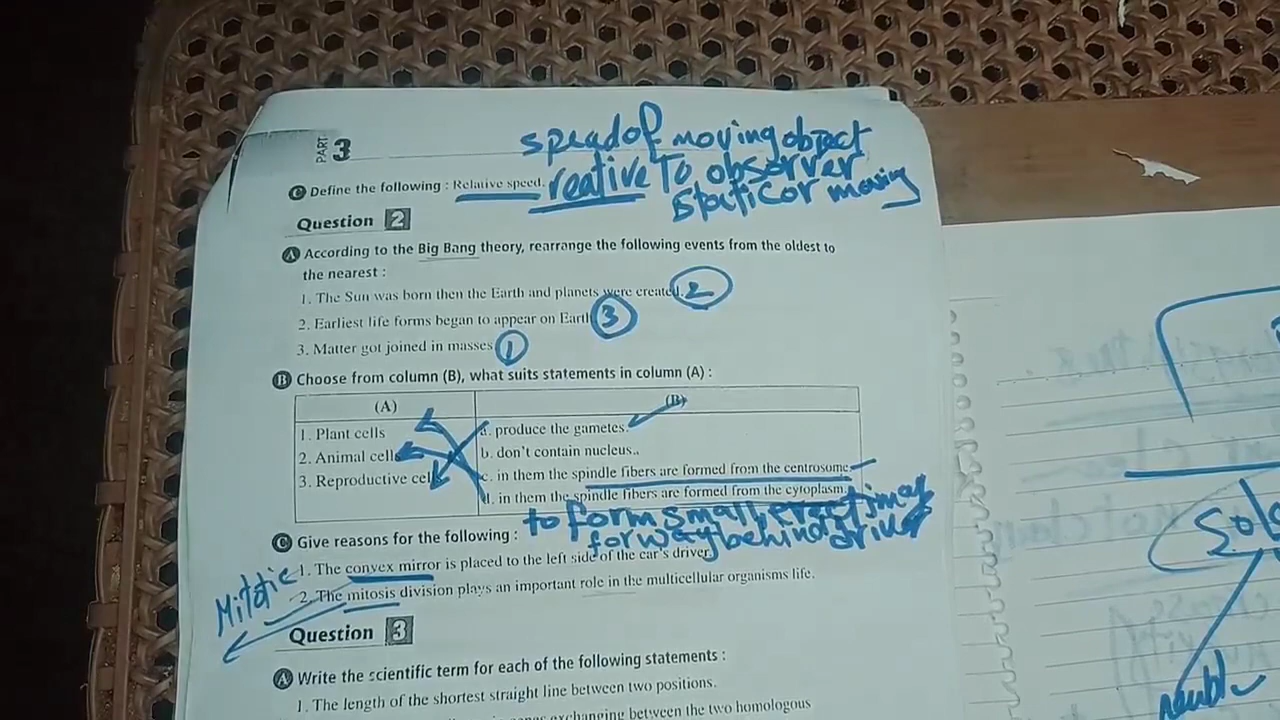 PART 3
speed of moving object
C Define the following : Relative speed. reative To observer
static or moving
Question 2
A According to the Big Bang theory, rearrange the following events from the oldest to
the nearest :
1. The Sun was born then the Earth and planets were created. 2
2. Earliest life forms began to appear on Earth 3
3. Matter got joined in masses 1
B Choose from column (B), what suits statements in column (A) :
(A) (B)
1. Plant cells a. produce the gametes.
2. Animal cells b. don't contain nucleus..
3. Reproductive cells c. in them the spindle fibers are formed from the centrosome.
d. in them the spindle fibers are formed from the cytoplasm.
to form small erect image
C Give reasons for the following : for way behind driver
1. The convex mirror is placed to the left side of the car's driver.
Mitotic 2. The mitosis division plays an important role in the multicellular organisms life.
Question 3
A Write the scientific term for each of the following statements :
1. The length of the shortest straight line between two positions.
exchanging between the two homologous